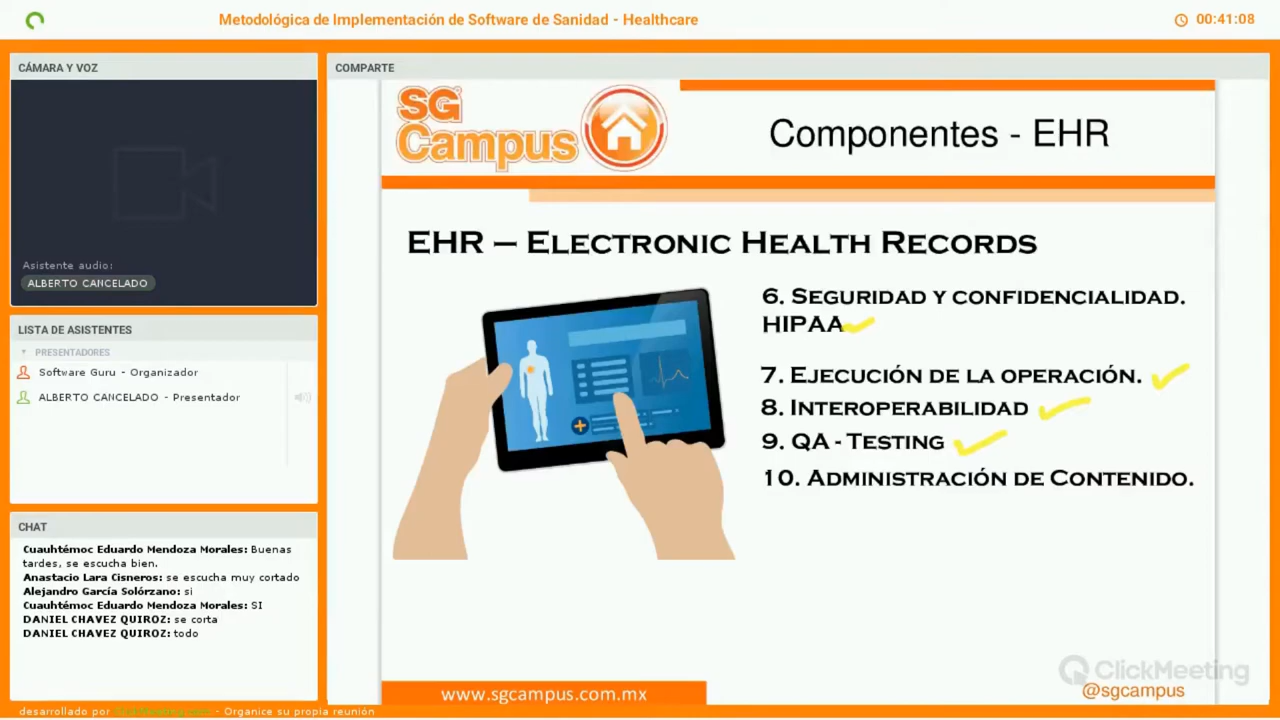 Metodológica de Implementación de Software de Sanidad - Healthcare
00:41:08
CÁMARA Y VOZ
Asistente audio:
ALBERTO CANCELADO
LISTA DE ASISTENTES
PRESENTADORES
Software Guru - Organizador
ALBERTO CANCELADO - Presentador
CHAT
Cuauhtémoc Eduardo Mendoza Morales: Buenas
tardes, se escucha bien.
Anastacio Lara Cisneros: se escucha muy cortado
Alejandro García Solórzano: si
Cuauhtémoc Eduardo Mendoza Morales: SI
DANIEL CHAVEZ QUIROZ: se corta
DANIEL CHAVEZ QUIROZ: todo
COMPARTE
SG
Campus
Componentes - EHR
EHR – Electronic Health Records
6. Seguridad y confidencialidad.
HIPAA
7. Ejecución de la operación.
8. Interoperabilidad
9. QA - Testing
10. Administración de Contenido.
www.sgcampus.com.mx
ClickMeeting
@sgcampus
desarrollado por - Organice su propia reunión